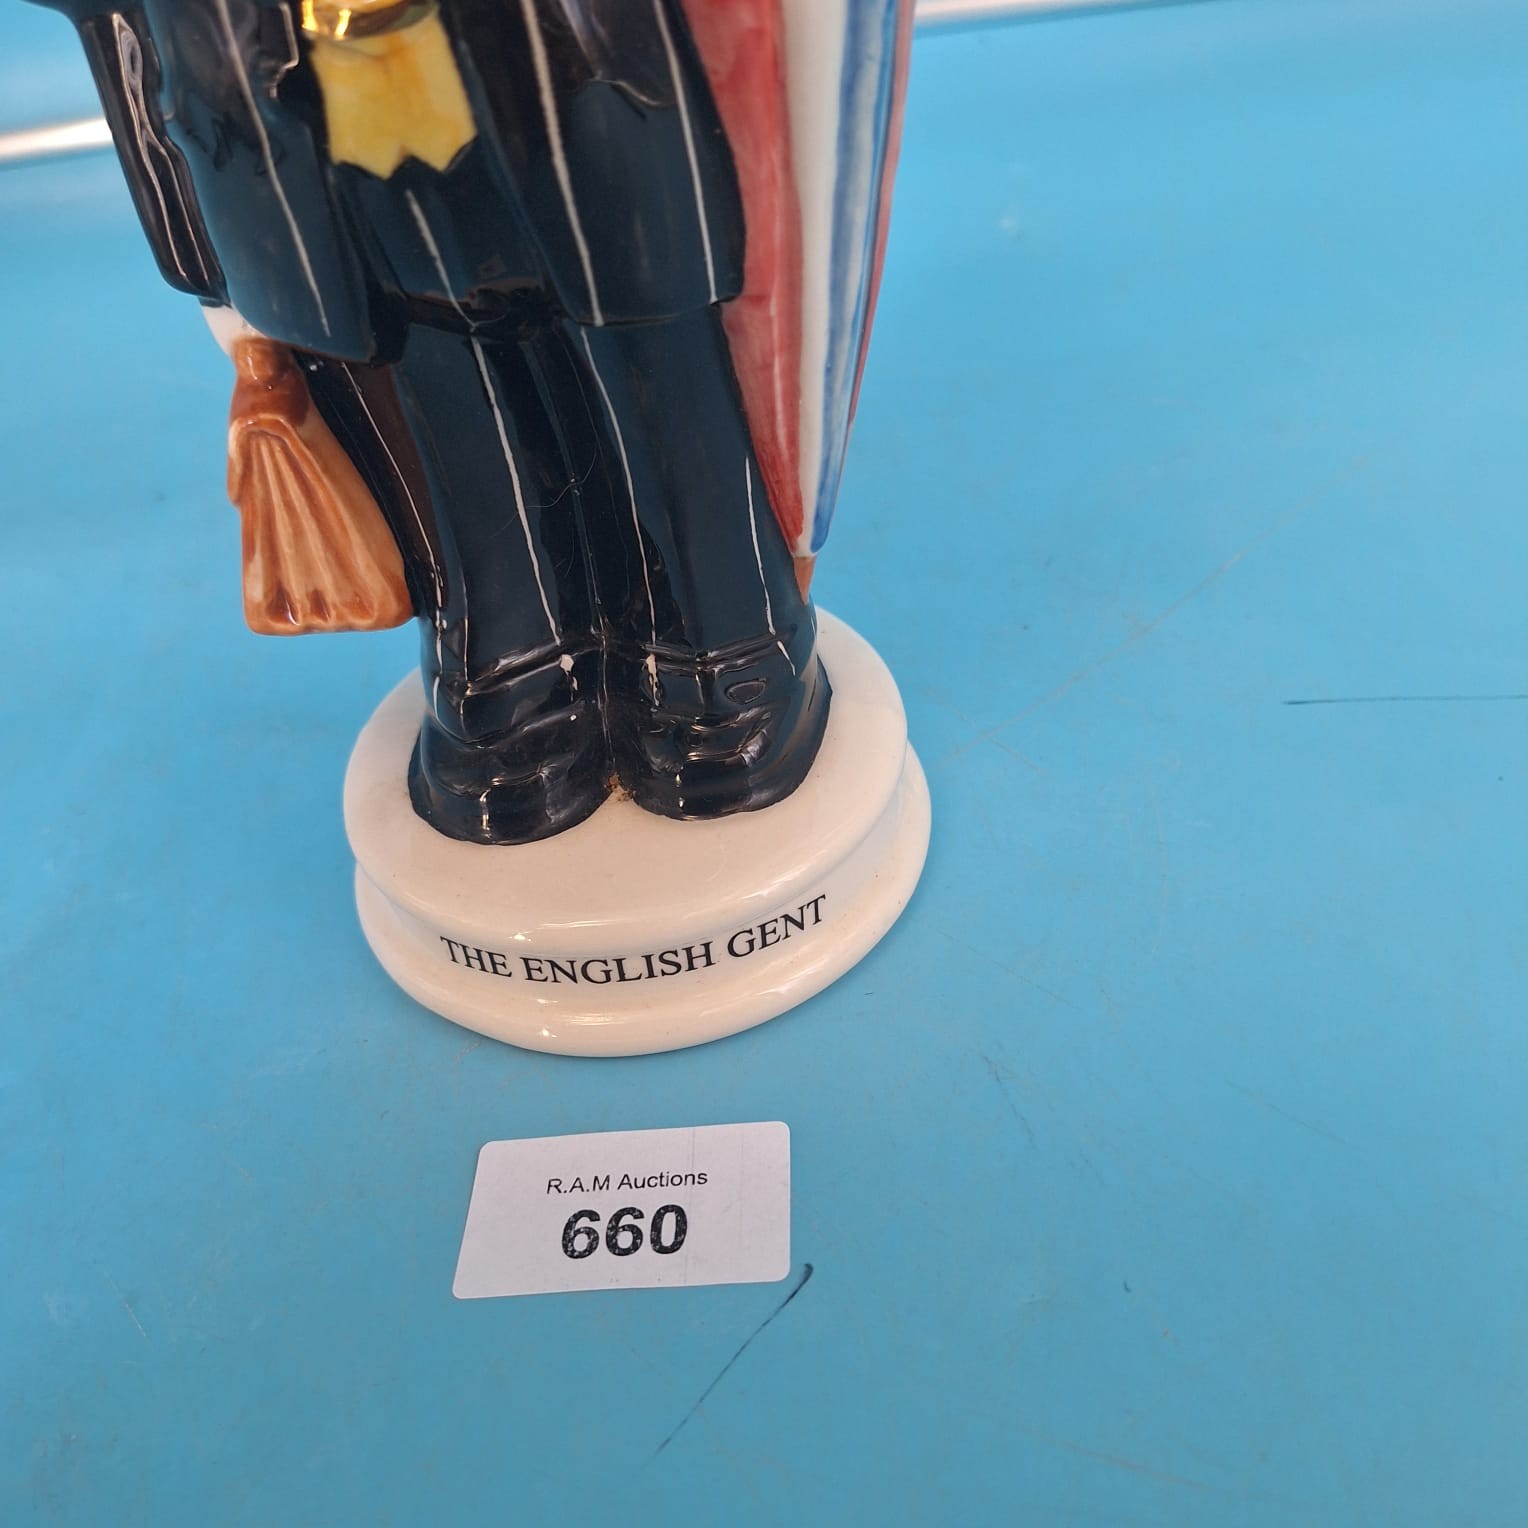 THE ENGLISH GENT
R.A.M Auctions
660